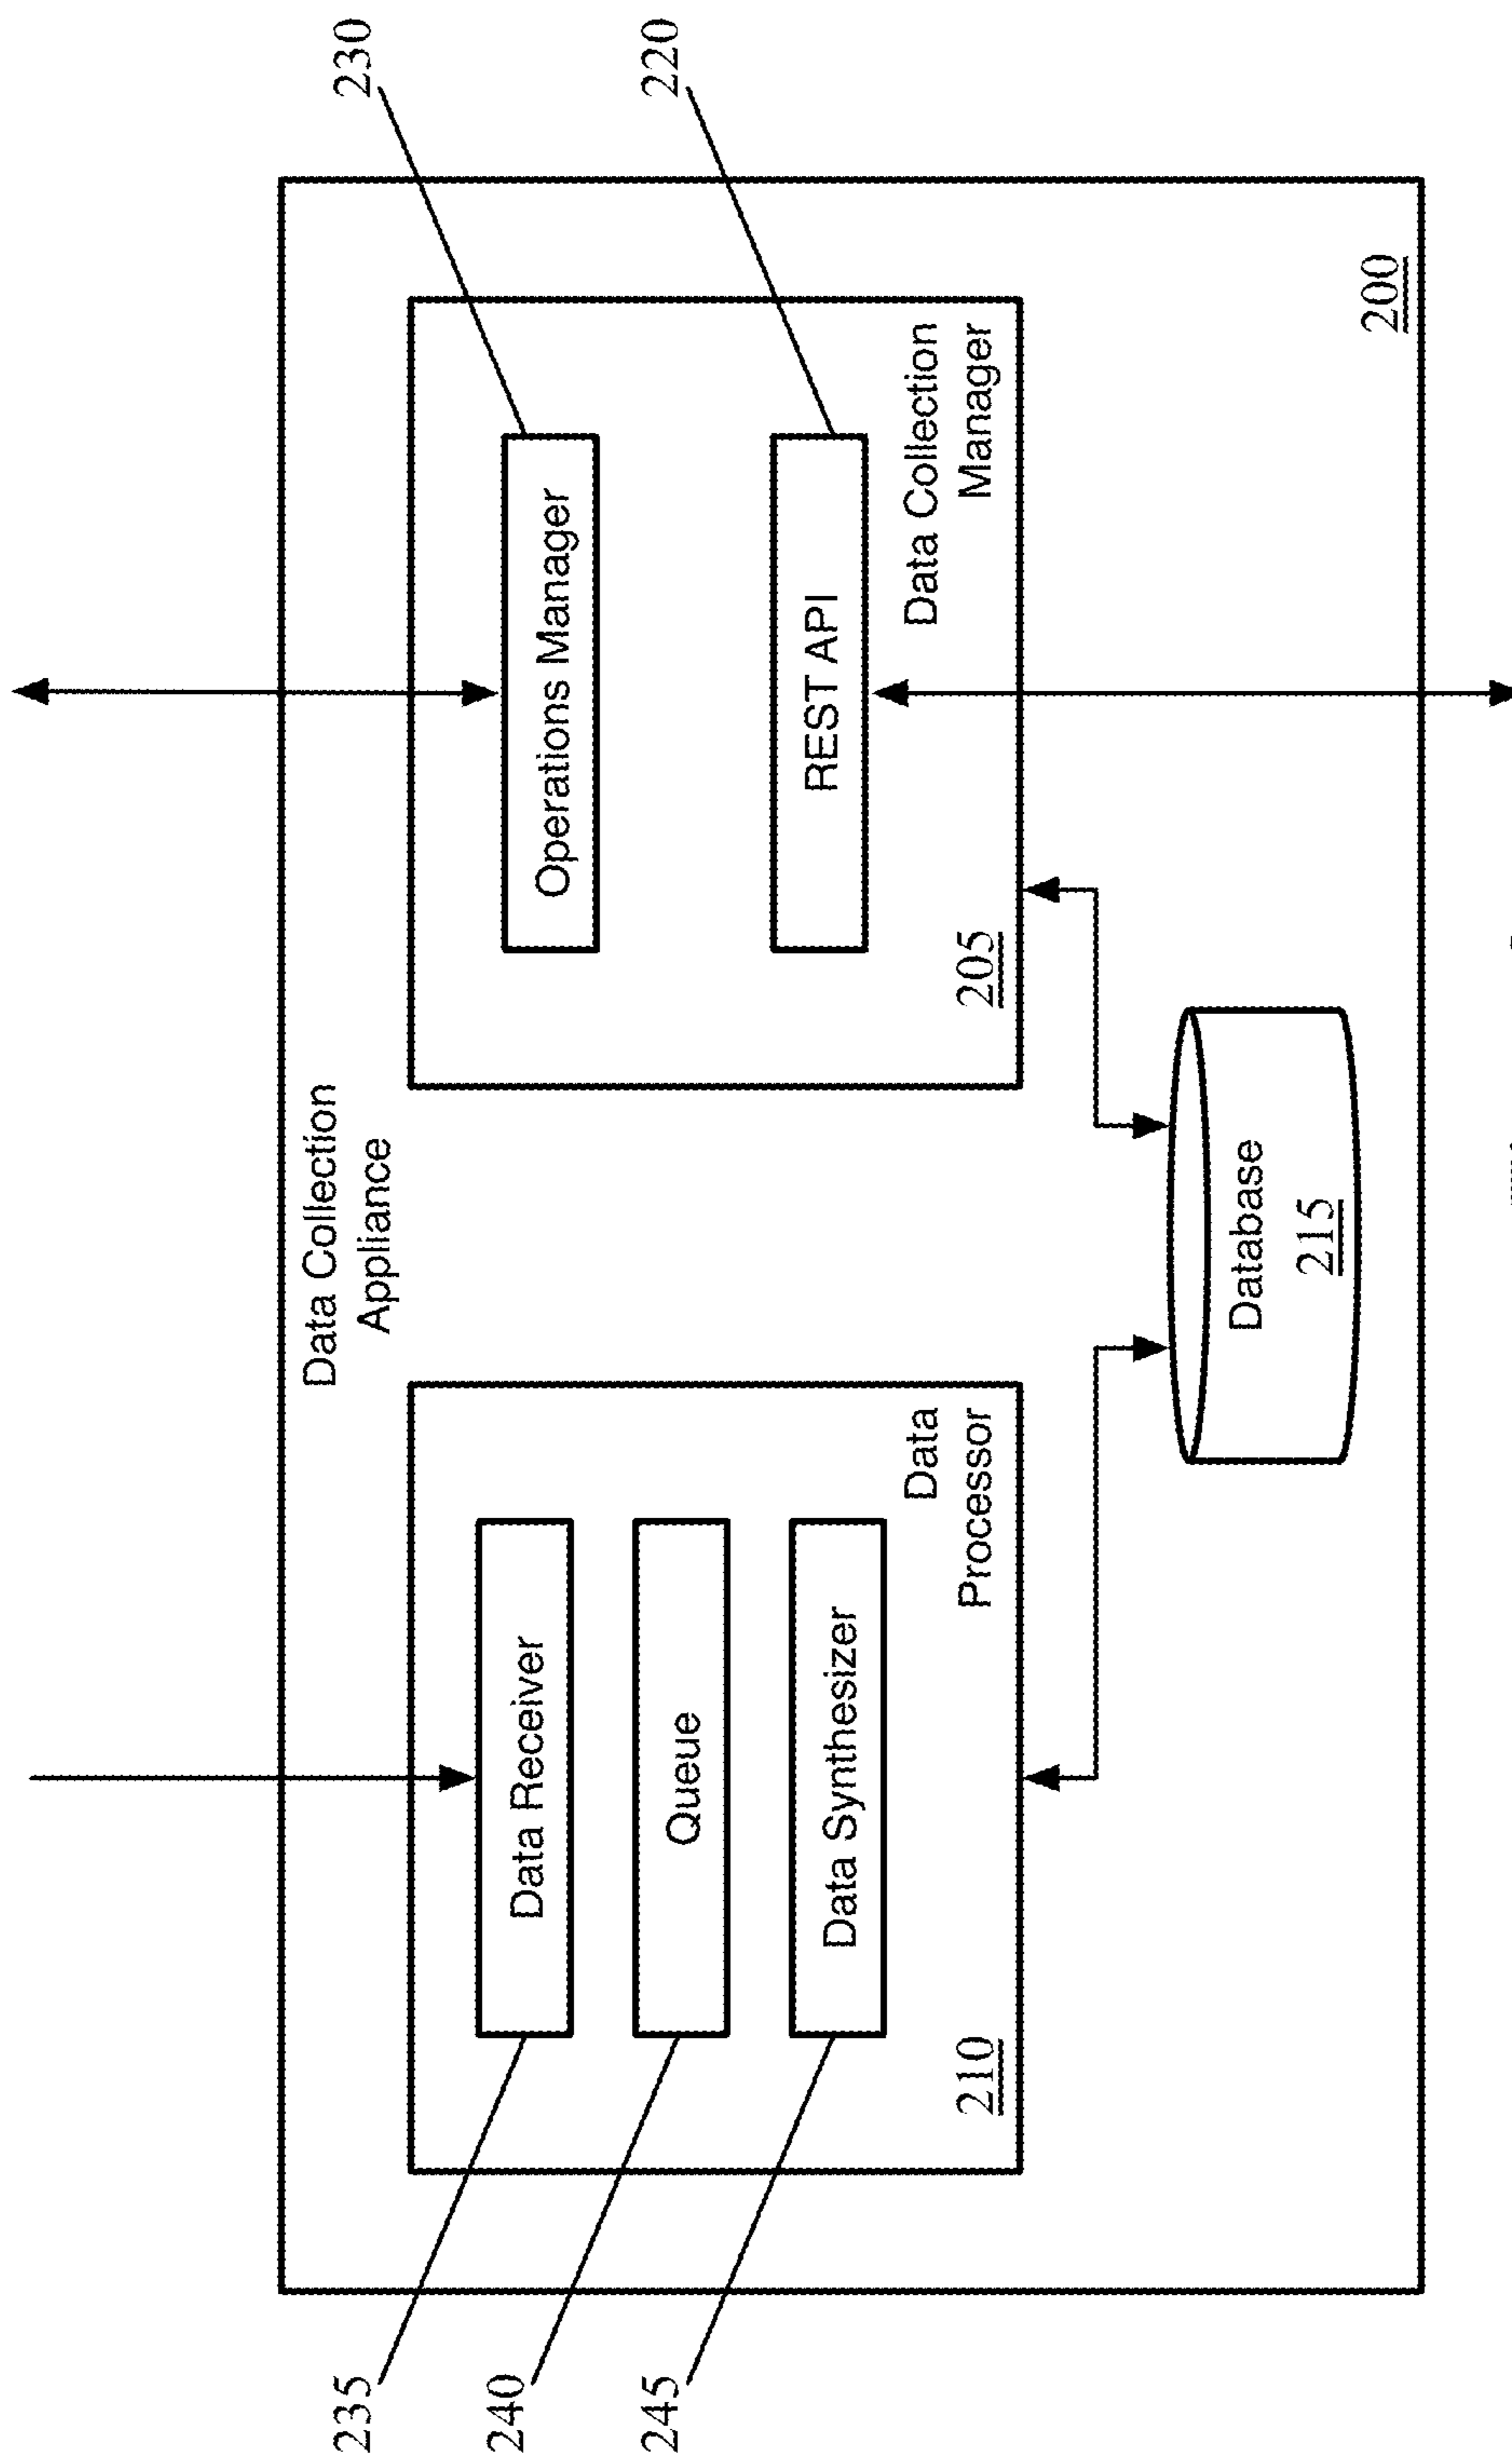 Data Collection
Appliance
235
240
245
Data Receiver
Queue
Data Synthesizer
Data
Processor
210
230
220
Operations Manager
REST API
Data Collection
Manager
205
Database
215
200